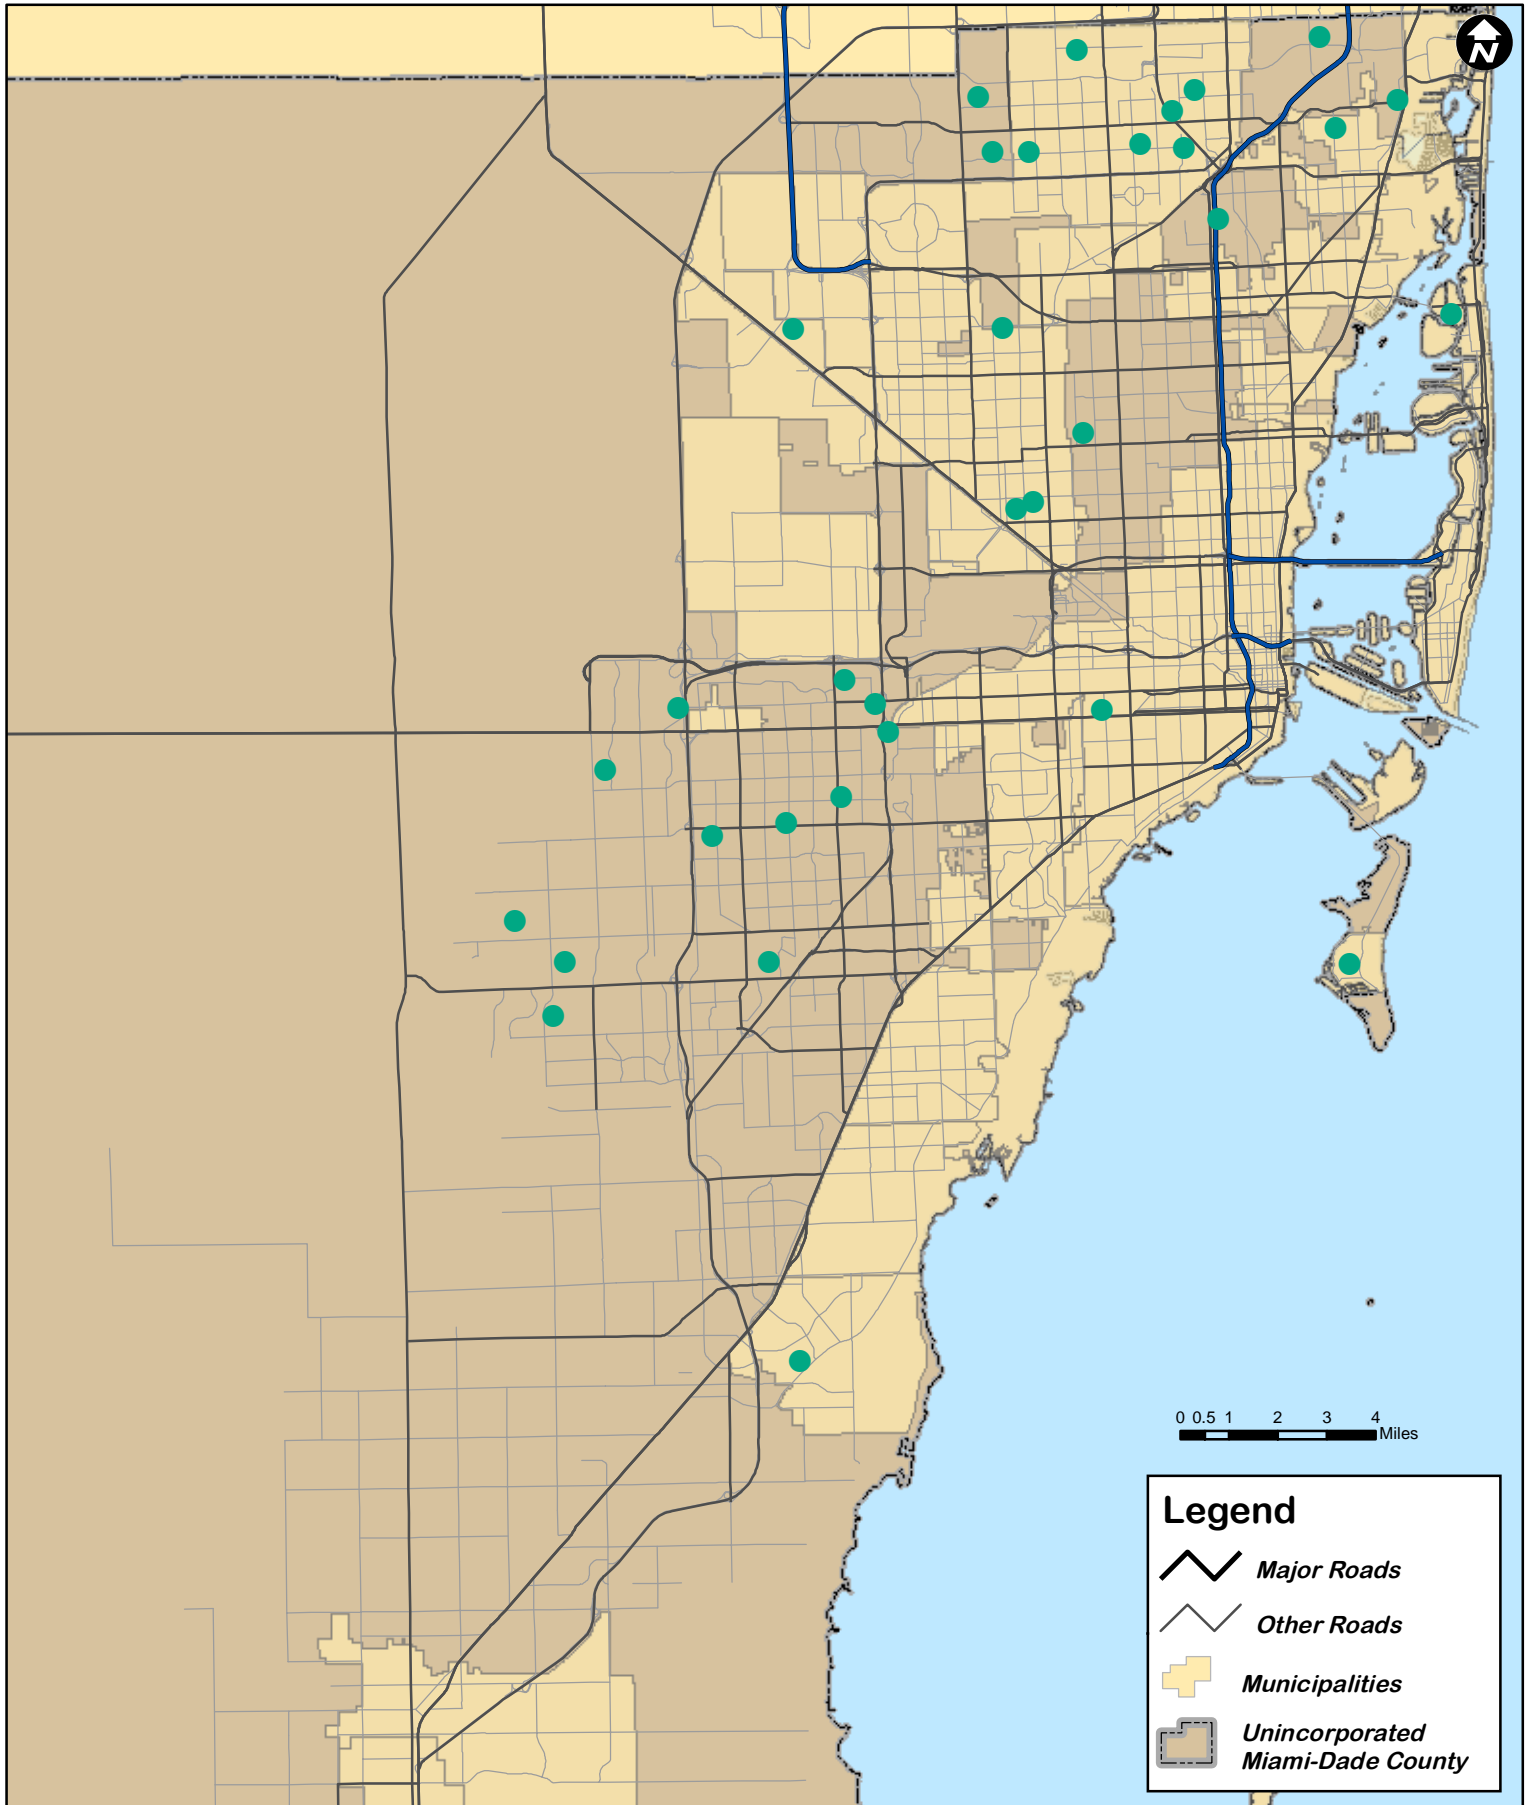 N
0 0.5 1 2 3 4
Miles
Legend
Major Roads
Other Roads
Municipalities
Unincorporated
Miami-Dade County